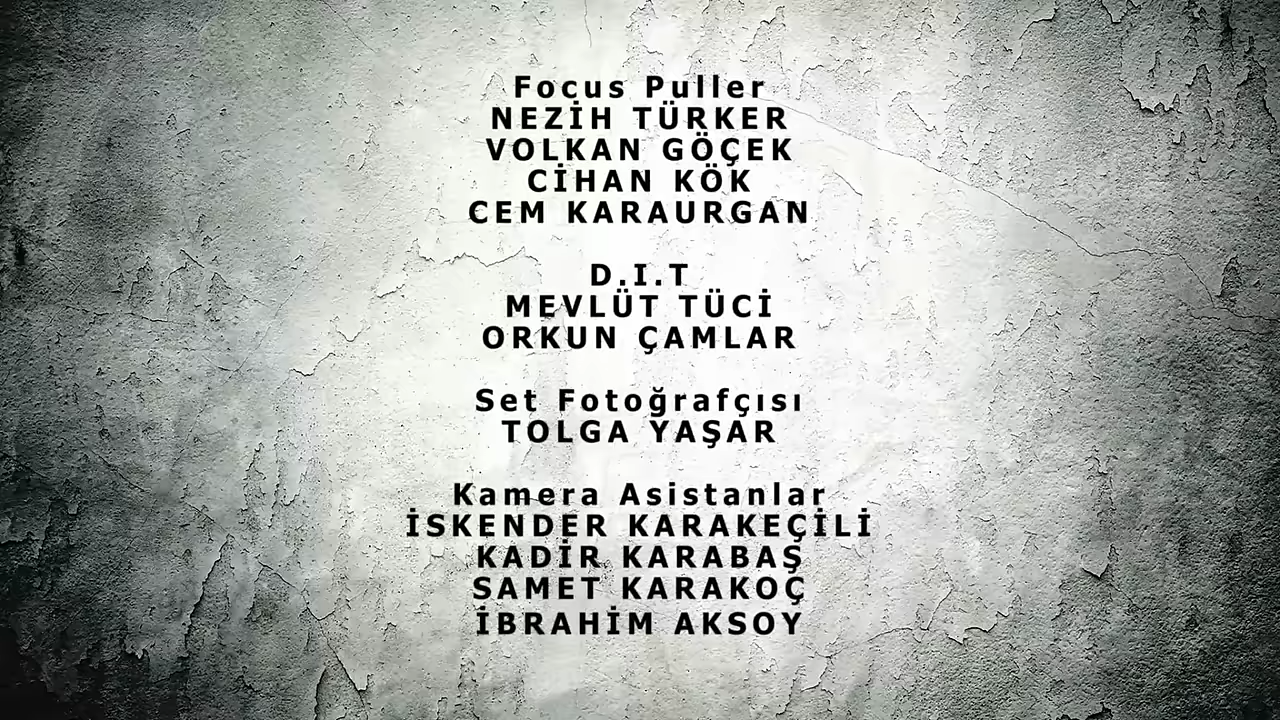 Focus Puller
NEZİH TÜRKER
VOLKAN GÖÇEK
CİHAN KÖK
CEM KARAURGAN
D.I.T
MEVLÜT TÜCİ
ORKUN ÇAMLAR
Set Fotoğrafçısı
TOLGA YAŞAR
Kamera Asistanlar
İSKENDER KARAKEÇİLİ
KADİR KARABAŞ
SAMET KARAKOÇ
İBRAHİM AKSOY